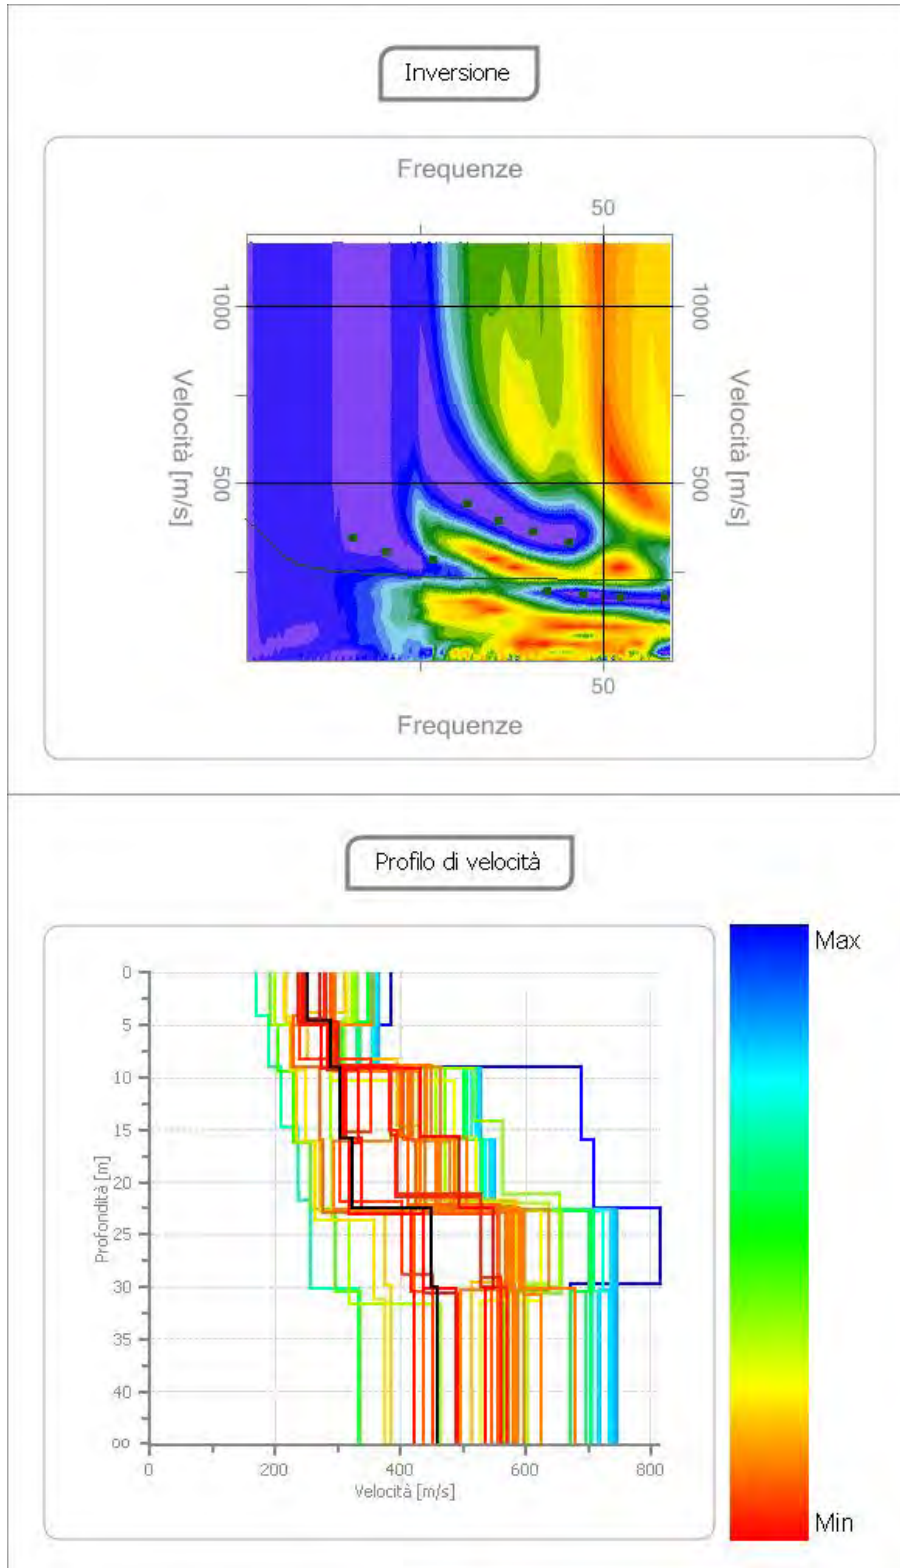 Inversione
Frequenze
50
1000
1000
Velocità [m/s]
Velocità [m/s]
500
500
50
Frequenze
Profilo di velocità
Max
0
5
10
15
20
25
30
35
40
oo
Profondità [m]
0
200
400
600
800
Velocità [m/s]
Min